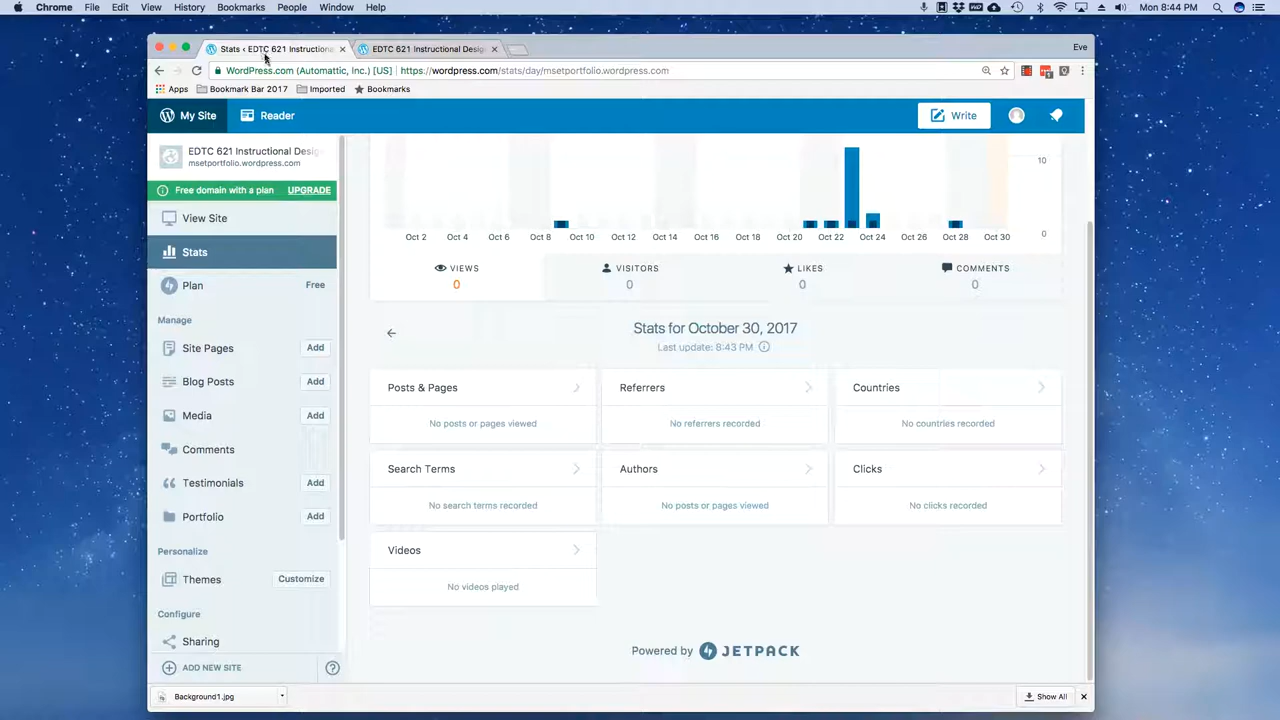 Chrome File Edit View History Bookmarks People Window Help Mon 8:44 PM
Stats ‹ EDTC 621 Instructional EDTC 621 Instructional Desig Eve
WordPress.com (Automattic, Inc.) [US] https://wordpress.com/stats/day/msetportfolio.wordpress.com
Apps Bookmark Bar 2017 Imported Bookmarks
My Site Reader Write
EDTC 621 Instructional Desig
msetportfolio.wordpress.com
Free domain with a plan UPGRADE
View Site
Stats
Plan Free
Manage
Site Pages Add
Blog Posts Add
Media Add
Comments
Testimonials Add
Portfolio Add
Personalize
Themes Customize
Configure
Sharing
ADD NEW SITE
10
0
Oct 2 Oct 4 Oct 6 Oct 8 Oct 10 Oct 12 Oct 14 Oct 16 Oct 18 Oct 20 Oct 22 Oct 24 Oct 26 Oct 28 Oct 30
VIEWS VISITORS LIKES COMMENTS
0 0 0 0
Stats for October 30, 2017
Last update: 8:43 PM
Posts & Pages Referrers Countries
No posts or pages viewed No referrers recorded No countries recorded
Search Terms Authors Clicks
No search terms recorded No posts or pages viewed No clicks recorded
Videos
No videos played
Powered by JETPACK
Background1.jpg Show All